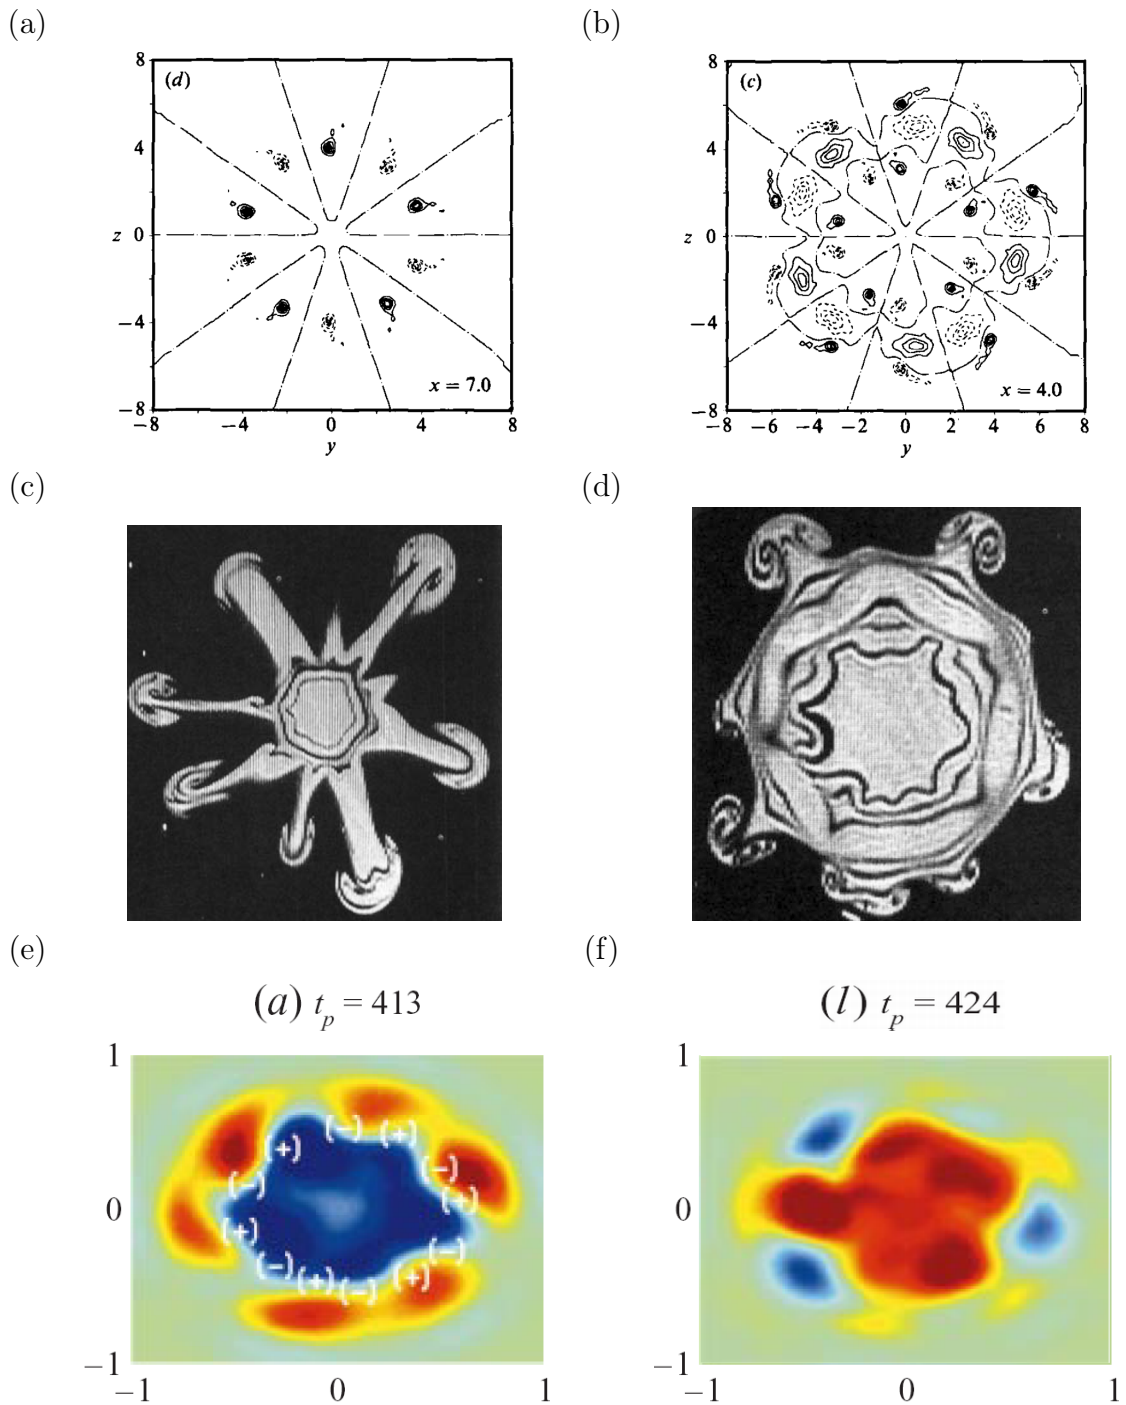 (a) (b)
8 (d)
4
z 0
−4
x = 7.0
−8
−8 −4 0 4 8
y
8 (c)
4
z 0
−4
x = 4.0
−8
−8 −6 −4 −2 0 2 4 6 8
y
(c) (d)
(e) (f)
(a) tp = 413
1
0
−1
−1 0 1
(+) (−) (+) (−) (+) (−) (+) (−) (+) (−) (+) (−) (+) (−)
(l) tp = 424
1
0
−1
−1 0 1